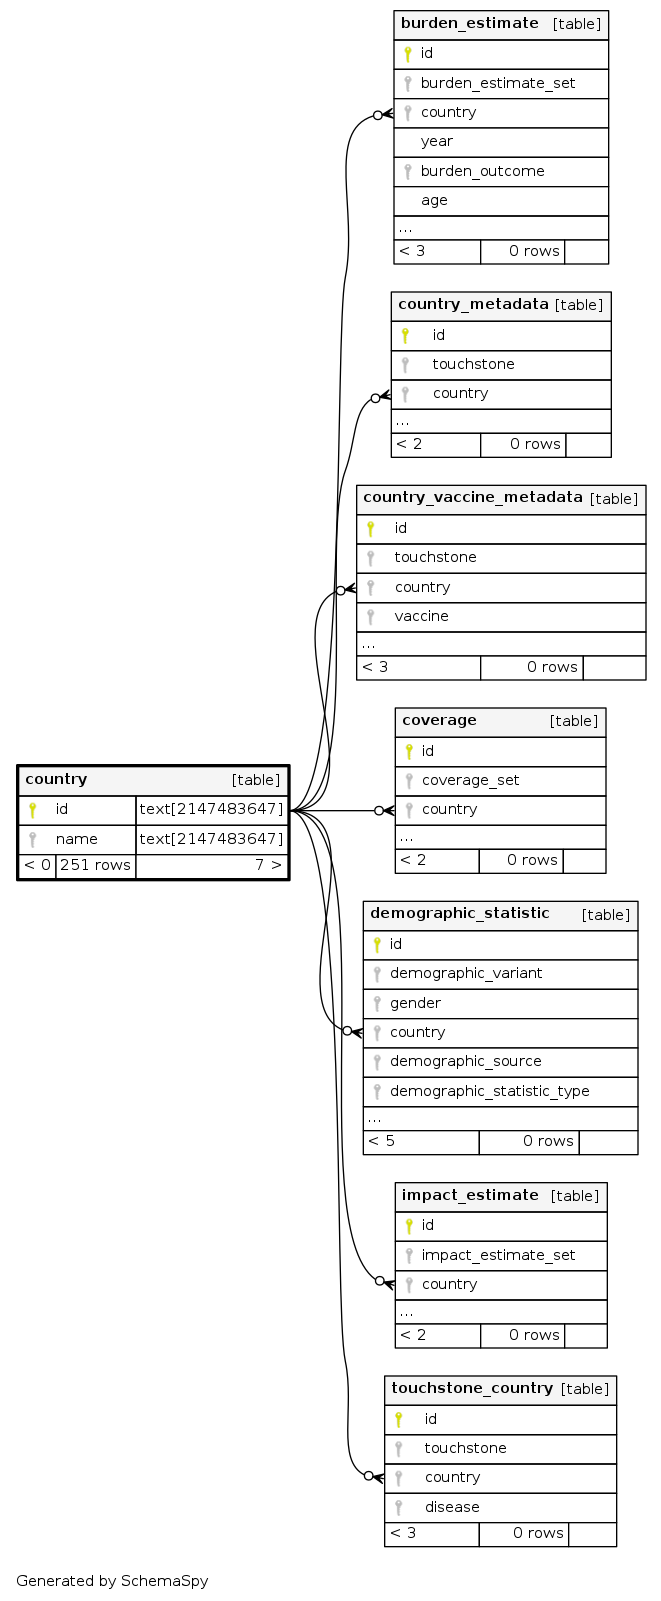 burden_estimate [table]
id
burden_estimate_set
country
year
burden_outcome
age
...
< 3 0 rows
country_metadata [table]
id
touchstone
country
...
< 2 0 rows
country_vaccine_metadata [table]
id
touchstone
country
vaccine
...
< 3 0 rows
coverage [table]
id
coverage_set
country
...
< 2 0 rows
country [table]
id text[2147483647]
name text[2147483647]
< 0 251 rows 7 >
demographic_statistic [table]
id
demographic_variant
gender
country
demographic_source
demographic_statistic_type
...
< 5 0 rows
impact_estimate [table]
id
impact_estimate_set
country
...
< 2 0 rows
touchstone_country [table]
id
touchstone
country
disease
< 3 0 rows
Generated by SchemaSpy